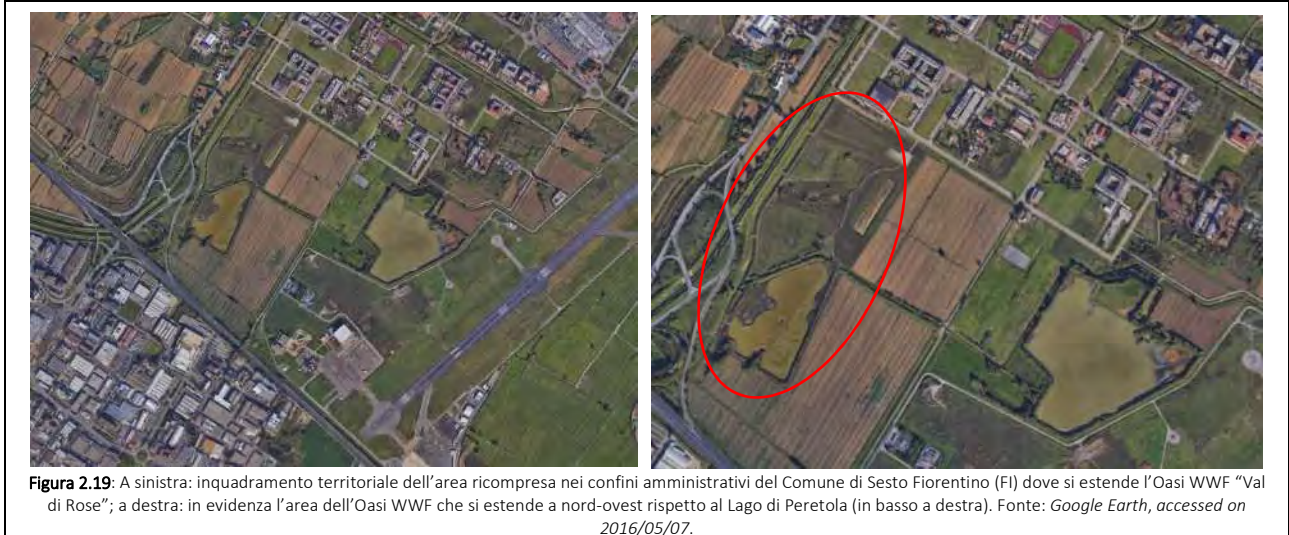 Figura 2.19: A sinistra: inquadramento territoriale dell’area ricompresa nei confini amministrativi del Comune di Sesto Fiorentino (FI) dove si estende l’Oasi WWF “Val
di Rose”; a destra: in evidenza l’area dell’Oasi WWF che si estende a nord-ovest rispetto al Lago di Peretola (in basso a destra). Fonte: Google Earth, accessed on
2016/05/07.